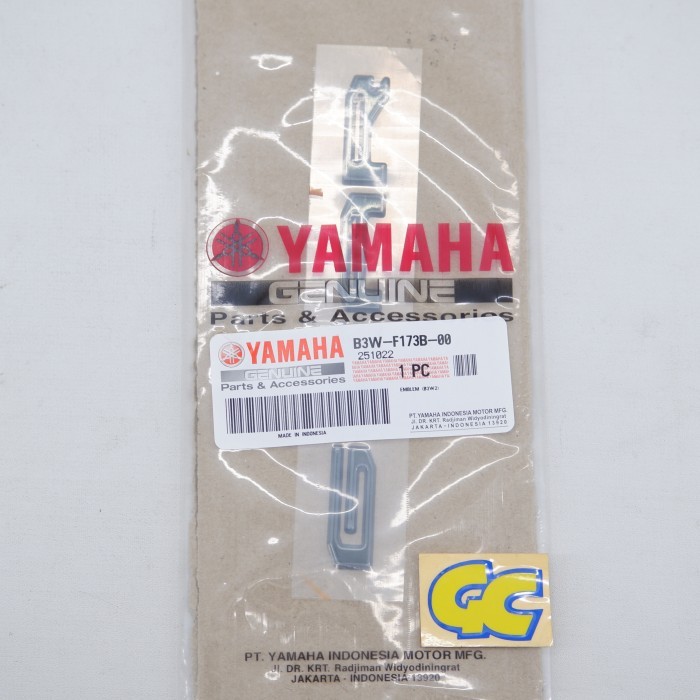 YAMAHA
GENUINE
Parts & Accessories
YAMAHA
GENUINE
Parts & Accessories
B3W-F173B-00
251022
1 PC
EMBLEM (B3W2)
MADE IN INDONESIA
PT. YAMAHA INDONESIA MOTOR MFG.
JL. DR. KRT. Radjiman Widyodiningrat
JAKARTA - INDONESIA 13920
GC
PT. YAMAHA INDONESIA MOTOR MFG.
JL. DR. KRT. Radjiman Widyodiningrat
JAKARTA - INDONESIA 13920